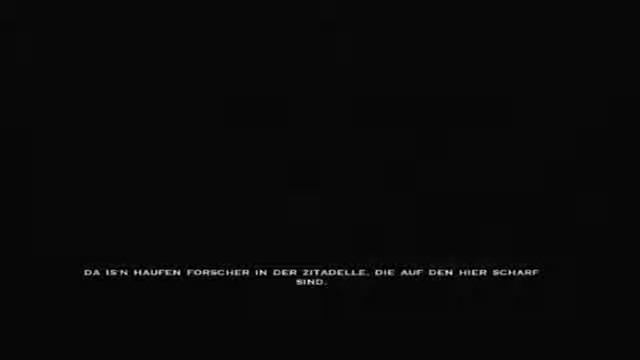 DA IS'N HAUFEN FORSCHER IN DER ZITADELLE, DIE AUF DEN HIER SCHARF
SIND.